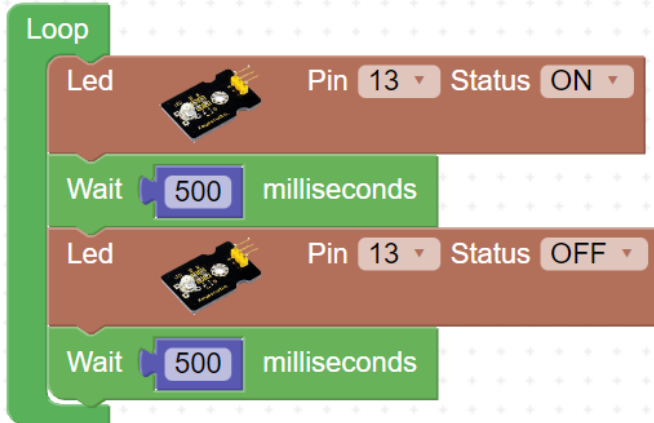 Loop
Led Pin 13 Status ON
Wait 500 milliseconds
Led Pin 13 Status OFF
Wait 500 milliseconds